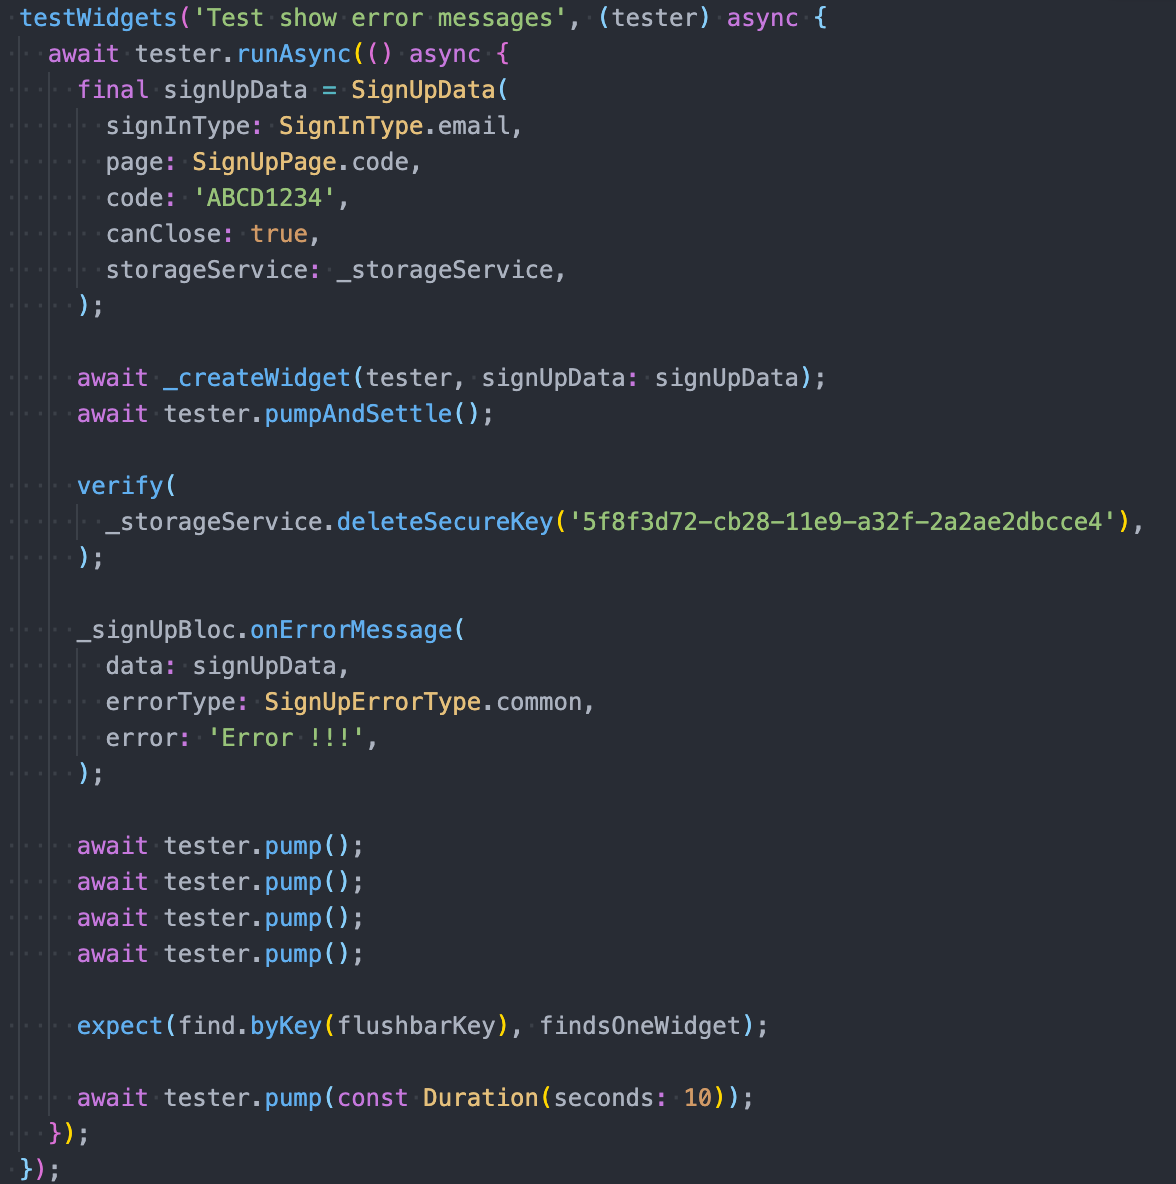 testWidgets('Test show error messages', (tester) async {
  await tester.runAsync(() async {
    final signUpData = SignUpData(
      signInType: SignInType.email,
      page: SignUpPage.code,
      code: 'ABCD1234',
      canClose: true,
      storageService: _storageService,
    );

    await _createWidget(tester, signUpData: signUpData);
    await tester.pumpAndSettle();

    verify(
      _storageService.deleteSecureKey('5f8f3d72-cb28-11e9-a32f-2a2ae2dbcce4'),
    );

    _signUpBloc.onErrorMessage(
      data: signUpData,
      errorType: SignUpErrorType.common,
      error: 'Error !!!',
    );

    await tester.pump();
    await tester.pump();
    await tester.pump();
    await tester.pump();

    expect(find.byKey(flushbarKey), findsOneWidget);

    await tester.pump(const Duration(seconds: 10));
  });
});